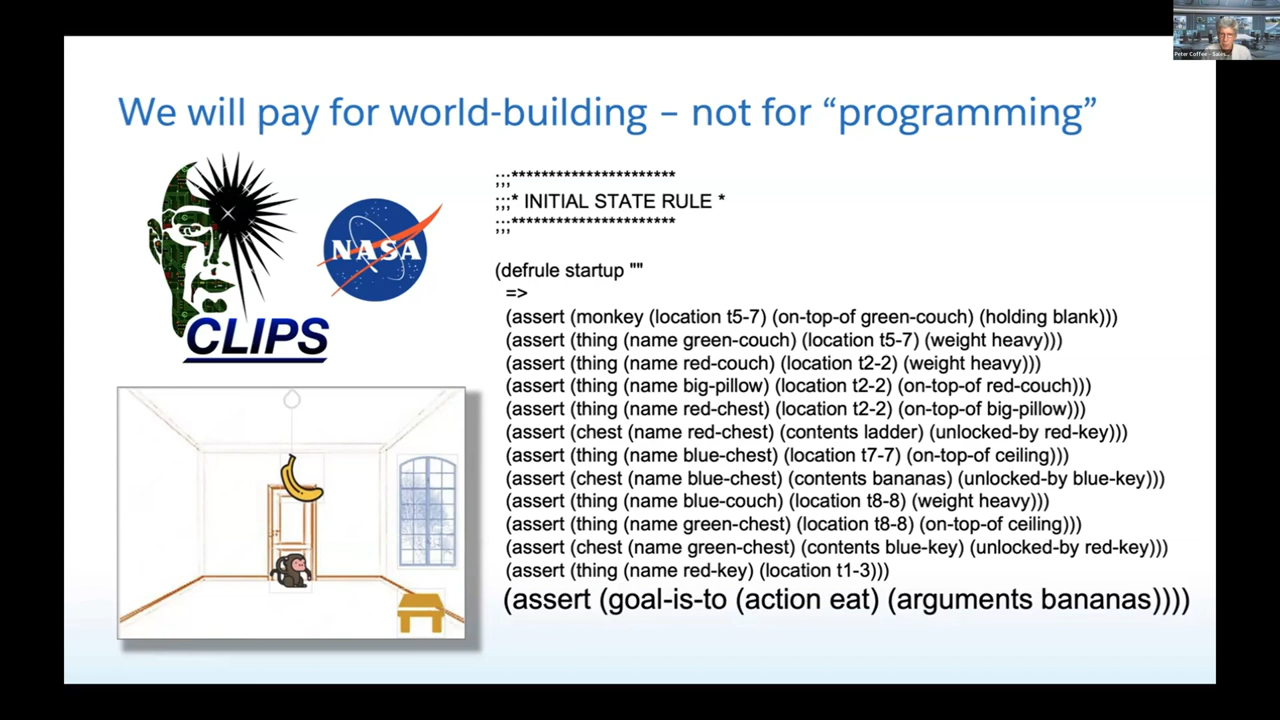 Peter Coffee - Sales...
We will pay for world-building – not for “programming”
CLIPS
NASA
;;;**********************
;;;* INITIAL STATE RULE *
;;;**********************
(defrule startup ""
=>
(assert (monkey (location t5-7) (on-top-of green-couch) (holding blank)))
(assert (thing (name green-couch) (location t5-7) (weight heavy)))
(assert (thing (name red-couch) (location t2-2) (weight heavy)))
(assert (thing (name big-pillow) (location t2-2) (on-top-of red-couch)))
(assert (thing (name red-chest) (location t2-2) (on-top-of big-pillow)))
(assert (chest (name red-chest) (contents ladder) (unlocked-by red-key)))
(assert (thing (name blue-chest) (location t7-7) (on-top-of ceiling)))
(assert (chest (name blue-chest) (contents bananas) (unlocked-by blue-key)))
(assert (thing (name blue-couch) (location t8-8) (weight heavy)))
(assert (thing (name green-chest) (location t8-8) (on-top-of ceiling)))
(assert (chest (name green-chest) (contents blue-key) (unlocked-by red-key)))
(assert (thing (name red-key) (location t1-3)))
(assert (goal-is-to (action eat) (arguments bananas))))